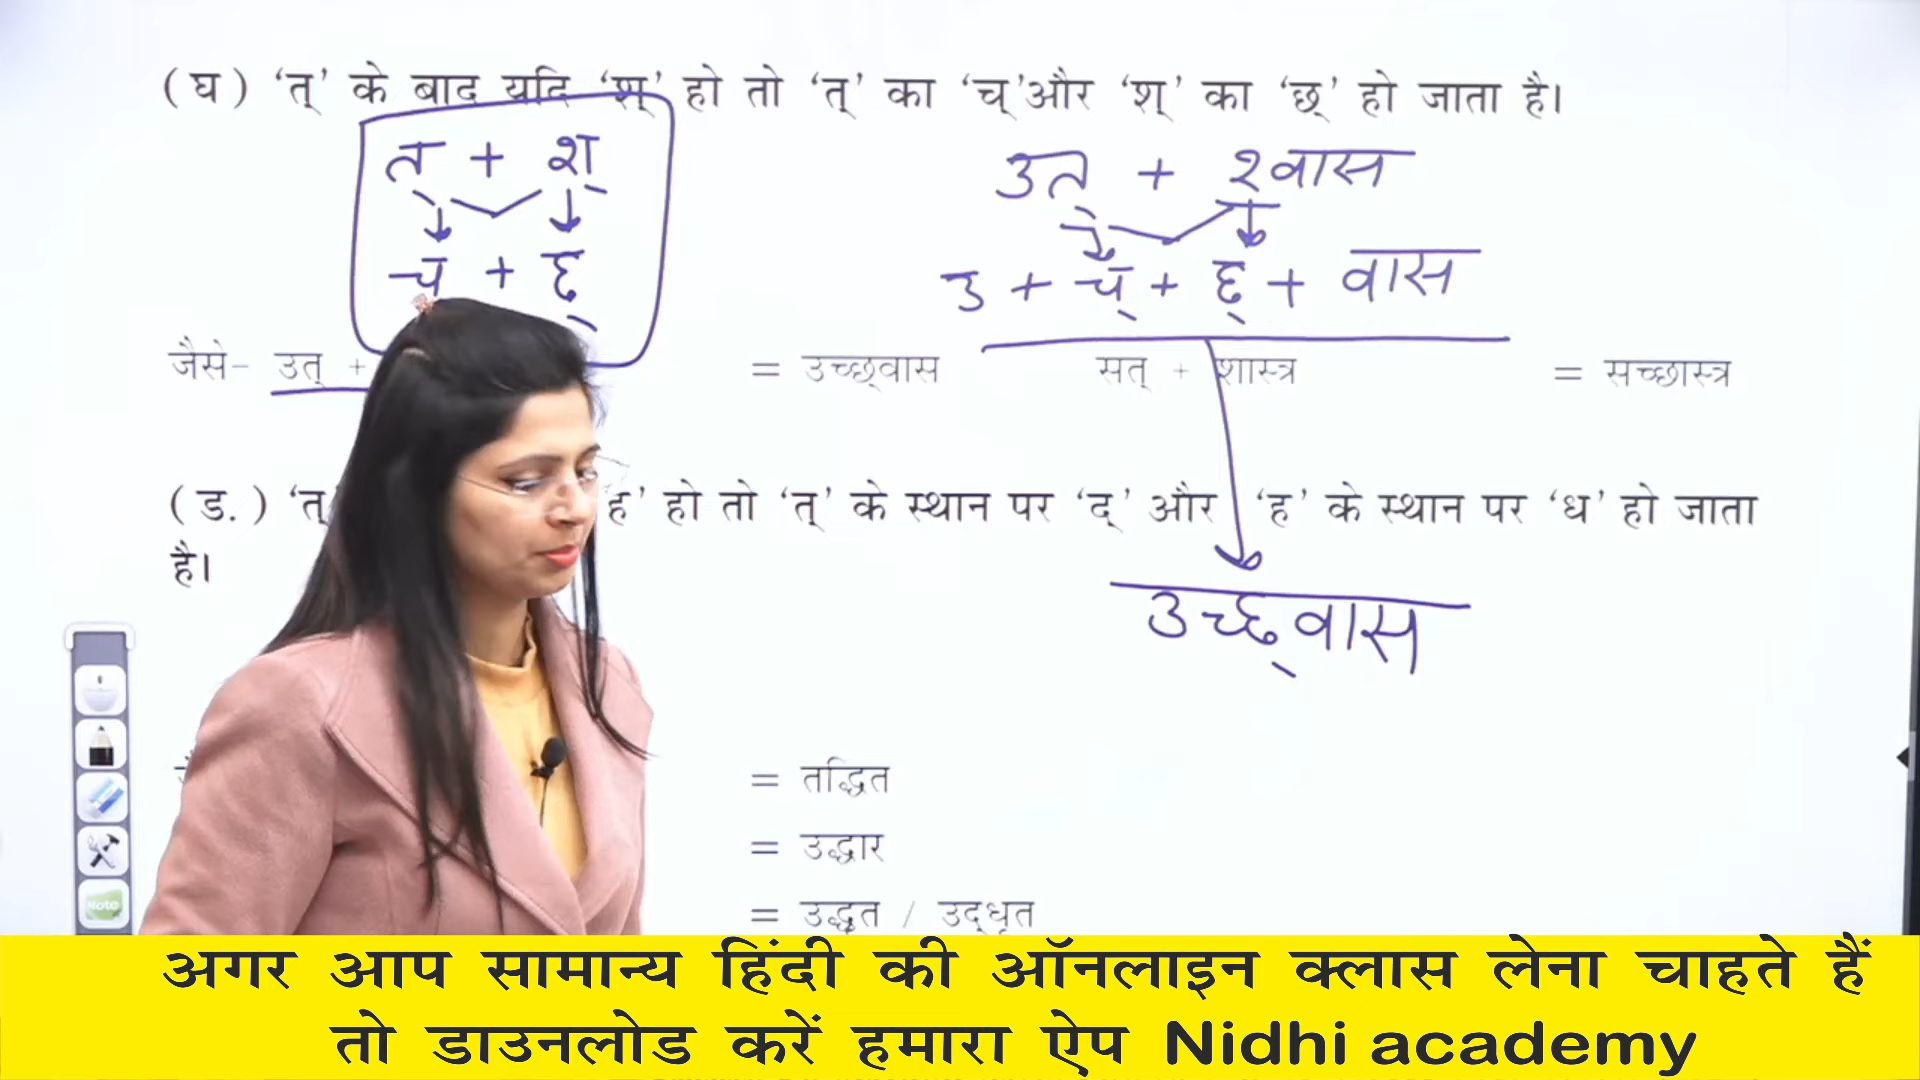 (घ) ‘त्’ के बाद यदि ‘श्’ हो तो ‘त्’ का ‘च्’और ‘श्’ का ‘छ्’ हो जाता है।
त् + श्
च् + छ्
उत् + श्वास
उ + च् + छ् + वास
जैसे- उत् + = उच्छ्वास सत् + शास्त्र = सच्छास्त्र
(ड.) ‘त् ह’ हो तो ‘त्’ के स्थान पर ‘द्’ और ‘ह’ के स्थान पर ‘ध’ हो जाता
है।
उच्छ्वास
= तद्धित
= उद्धार
= उद्धृत / उद्धृत
Note
अगर आप सामान्य हिंदी की ऑनलाइन क्लास लेना चाहते हैं
तो डाउनलोड करें हमारा ऐप Nidhi academy